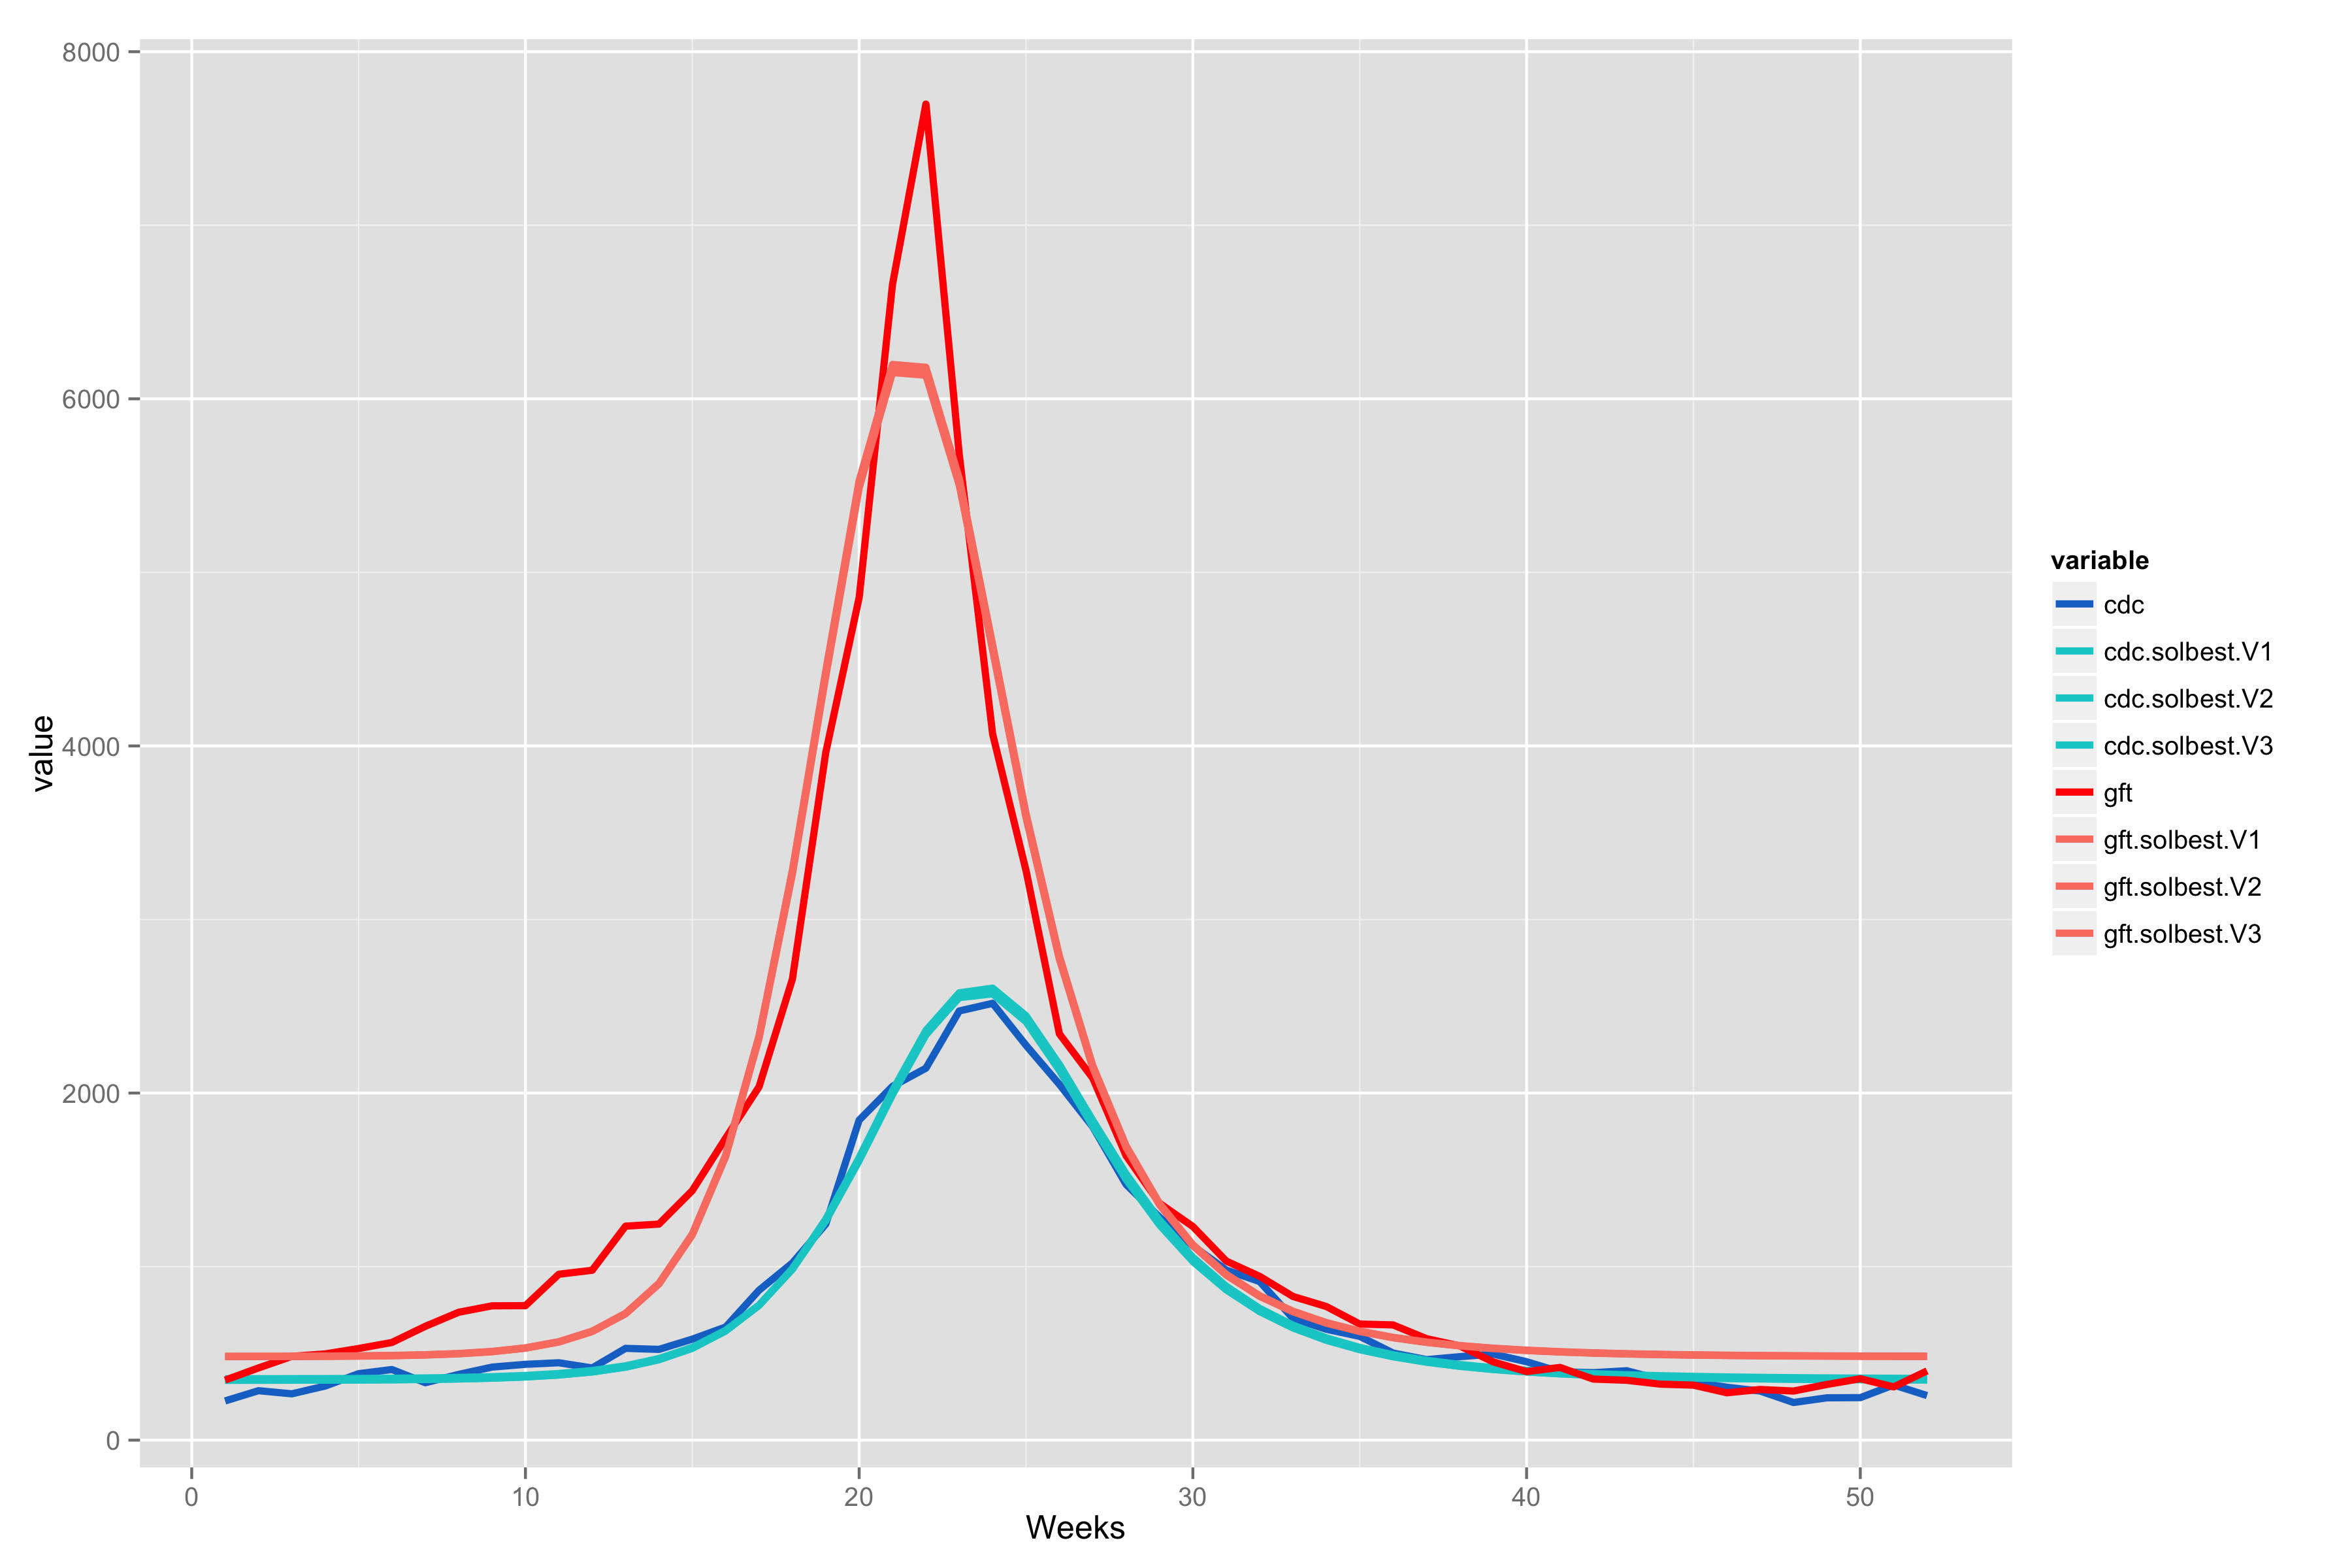 8000
6000
4000
2000
0
value
0 10 20 30 40 50
Weeks
variable
cdc
cdc.solbest.V1
cdc.solbest.V2
cdc.solbest.V3
gft
gft.solbest.V1
gft.solbest.V2
gft.solbest.V3